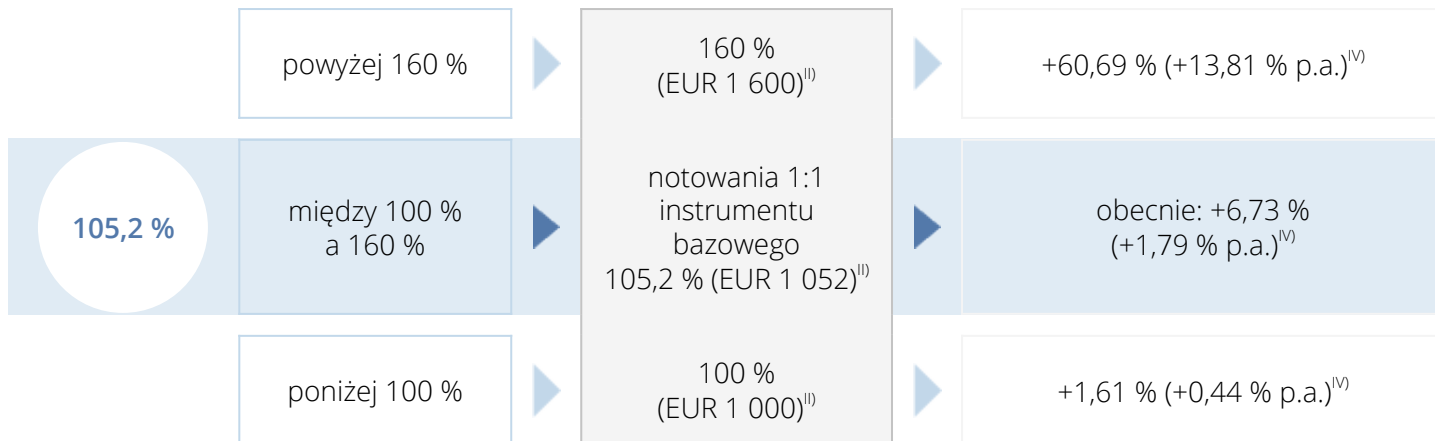 powyżej 160 %
160 %
(EUR 1 600)II)
+60,69 % (+13,81 % p.a.)IV)
105,2 %
między 100 %
a 160 %
notowania 1:1
instrumentu
bazowego
105,2 % (EUR 1 052)II)
obecnie: +6,73 %
(+1,79 % p.a.)IV)
poniżej 100 %
100 %
(EUR 1 000)II)
+1,61 % (+0,44 % p.a.)IV)